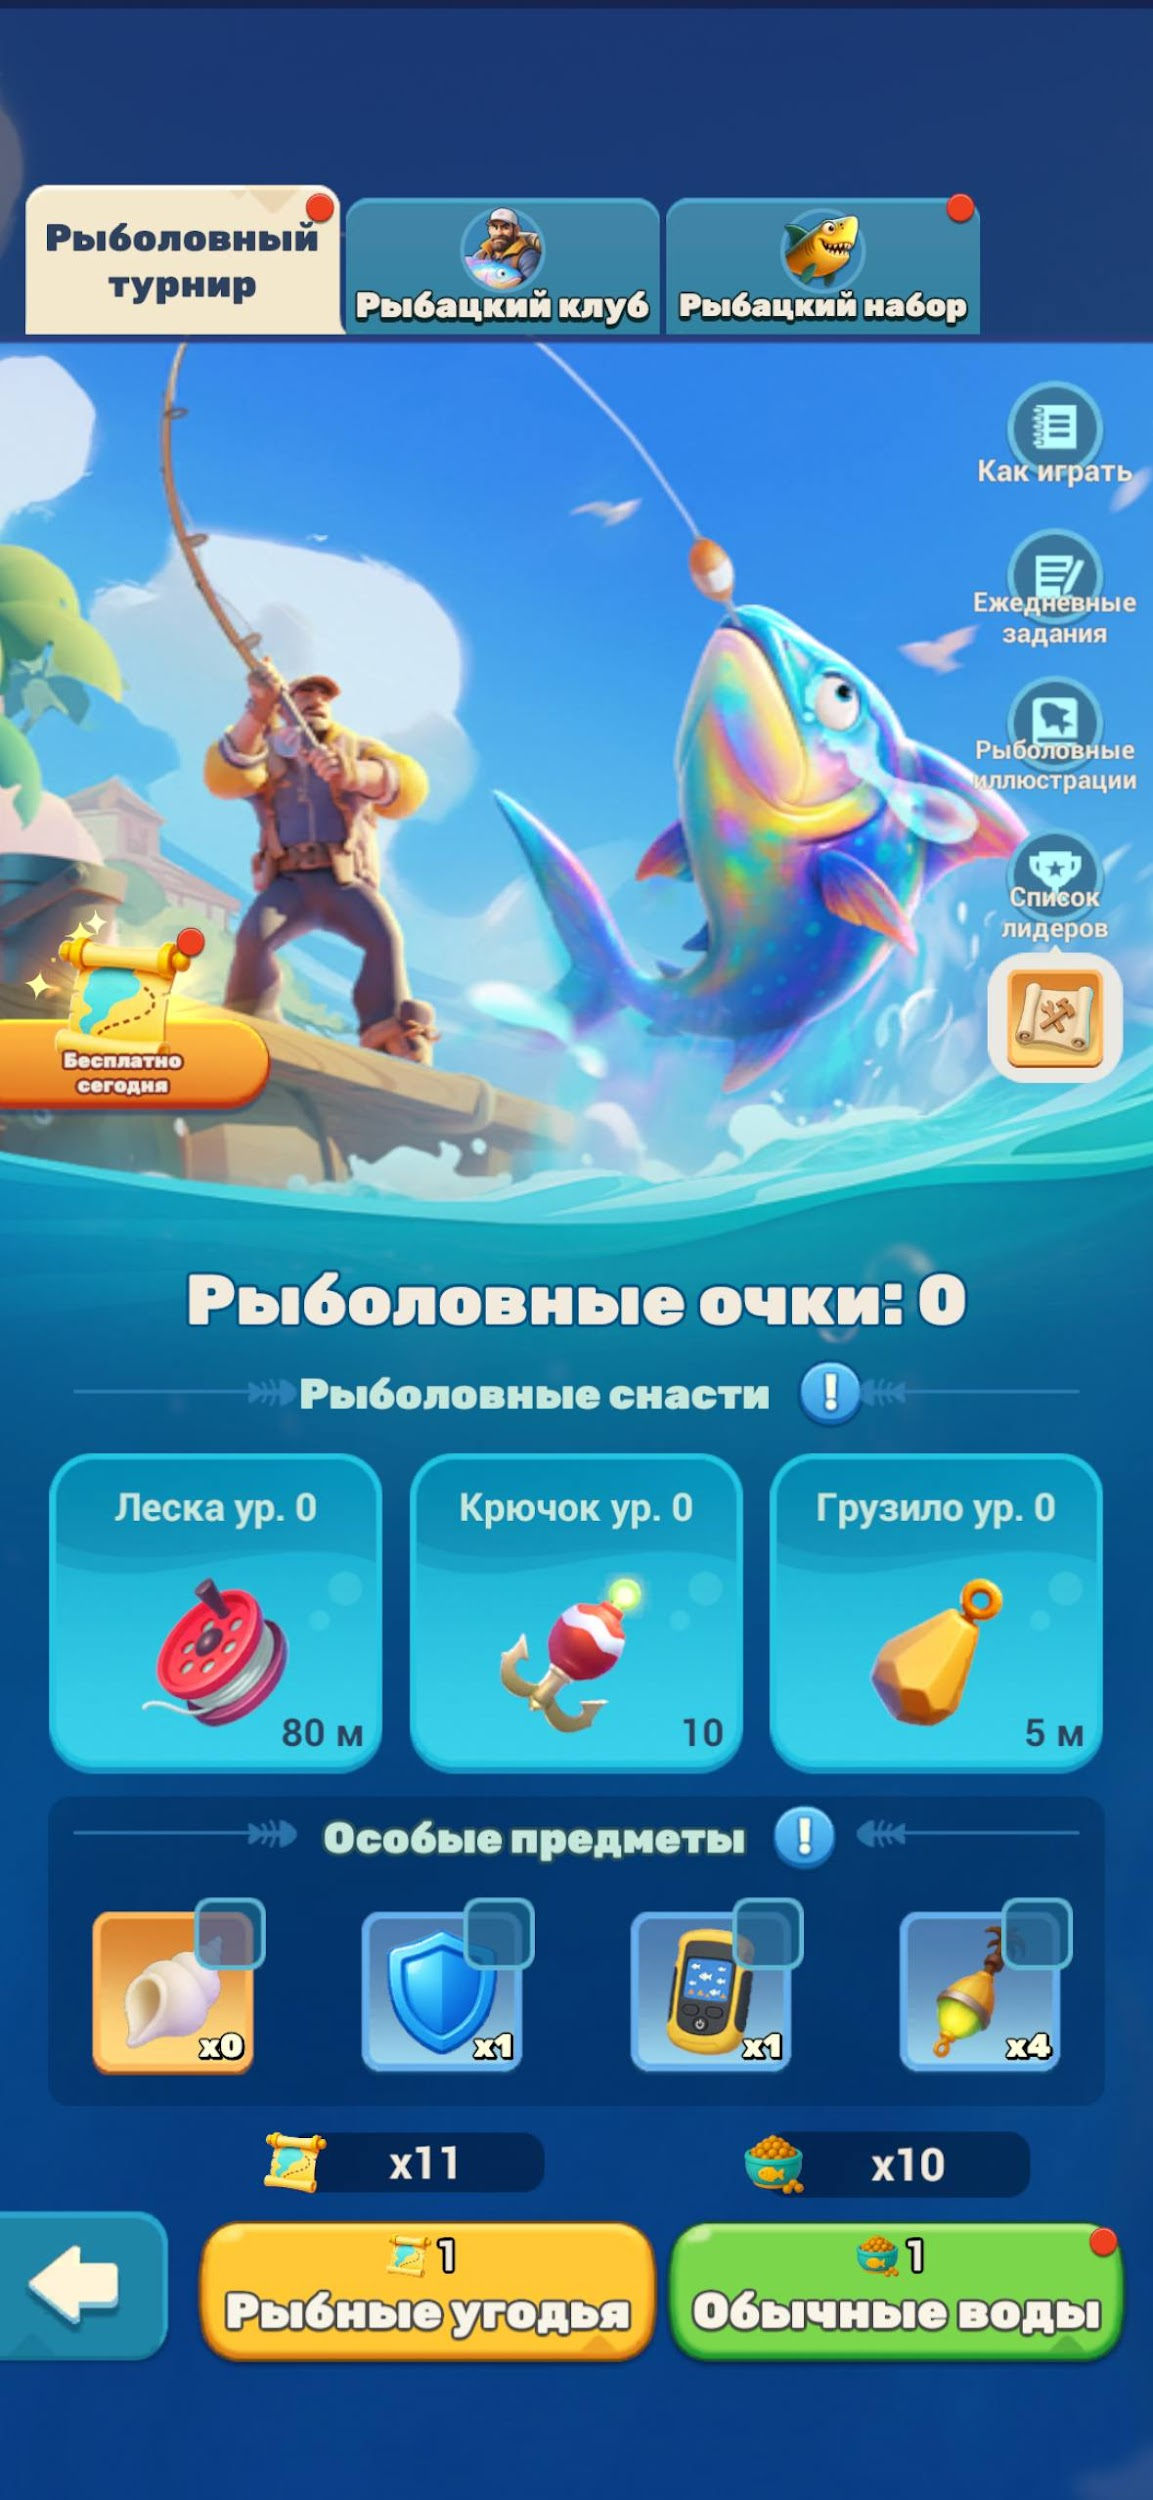 Рыболовный
турнир
Рыбацкий клуб
Рыбацкий набор
Как играть
Ежедневные
задания
Рыболовные
иллюстрации
Список
лидеров
Бесплатно
сегодня
Рыболовные очки: 0
Рыболовные снасти
Леска ур. 0
Крючок ур. 0
Грузило ур. 0
80 м
10
5 м
Особые предметы
x0
x1
x1
x4
x11
x10
1
Рыбные угодья
1
Обычные воды